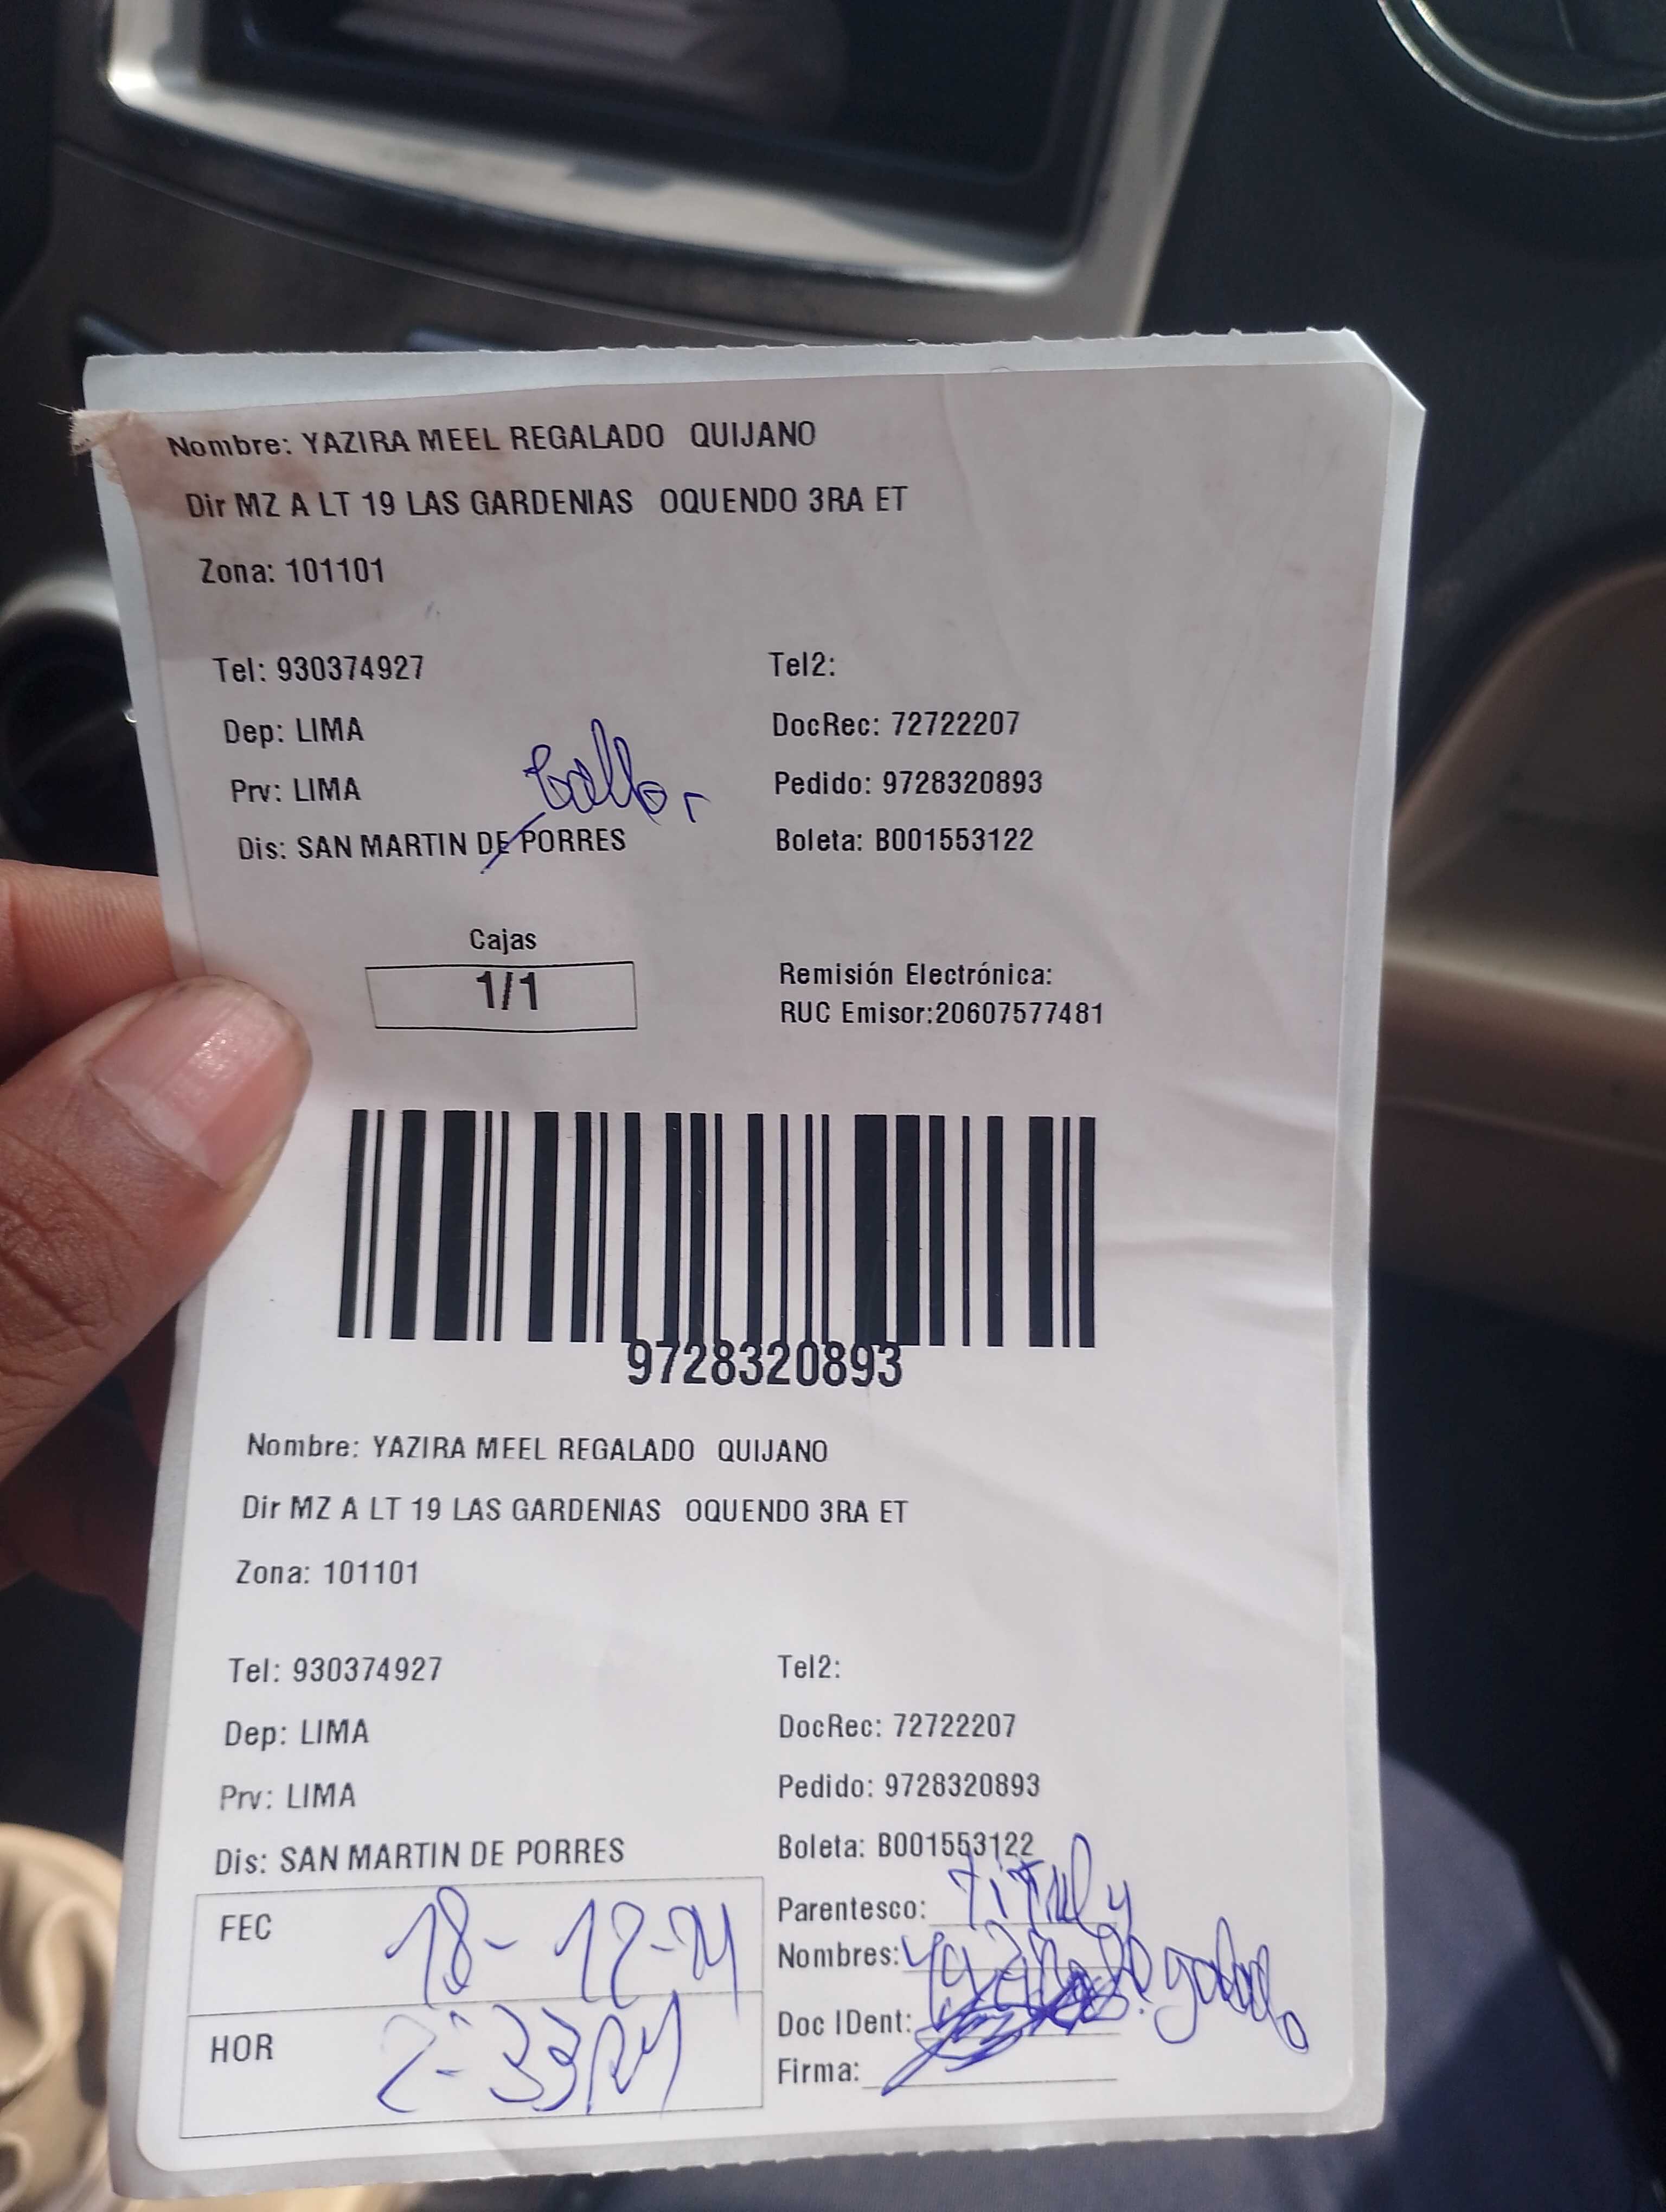 Nombre: YAZIRA MEEL REGALADO QUIJANO
Dir MZ A LT 19 LAS GARDENIAS OQUENDO 3RA ET
Zona: 101101
Tel: 930374927 Tel2:
Dep: LIMA DocRec: 72722207
Prv: LIMA Pedido: 9728320893
Dis: SAN MARTIN DE PORRES Boleta: B001553122
Cajas
1/1
Remisión Electrónica:
RUC Emisor:20607577481
9728320893
Nombre: YAZIRA MEEL REGALADO QUIJANO
Dir MZ A LT 19 LAS GARDENIAS OQUENDO 3RA ET
Zona: 101101
Tel: 930374927 Tel2:
Dep: LIMA DocRec: 72722207
Prv: LIMA Pedido: 9728320893
Dis: SAN MARTIN DE PORRES Boleta: B001553122
FEC 18-12-21 Parentesco:
Nombres: Regalado
HOR Doc IDent:
Firma: